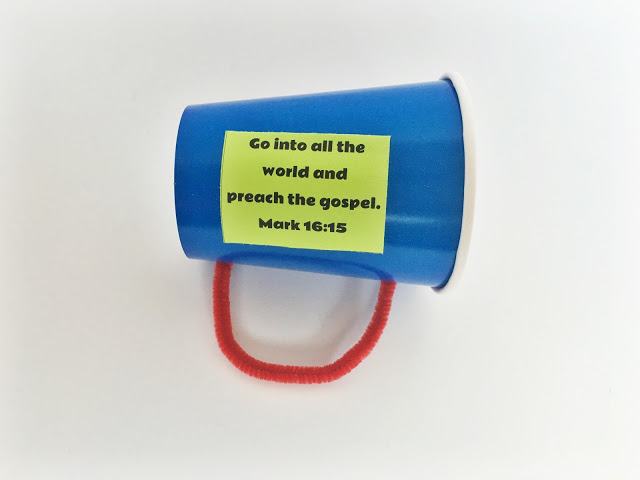 Go into all the
world and
preach the gospel.
Mark 16:15